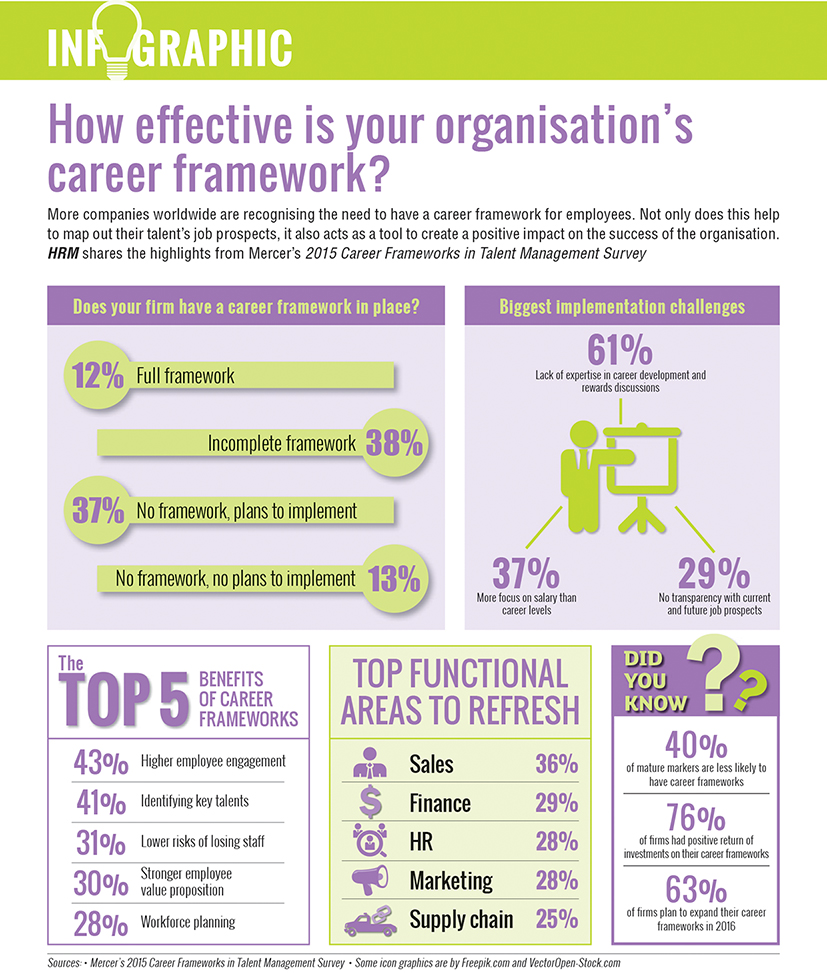 INFOGRAPHIC
How effective is your organisation's
career framework?
More companies worldwide are recognising the need to have a career framework for employees. Not only does this help
to map out their talent's job prospects, it also acts as a tool to create a positive impact on the success of the organisation.
HRM shares the highlights from Mercer's 2015 Career Frameworks in Talent Management Survey
Does your firm have a career framework in place?
12% Full framework
Incomplete framework 38%
37% No framework, plans to implement
No framework, no plans to implement 13%
Biggest implementation challenges
61%
Lack of expertise in career development and
rewards discussions
37%
More focus on salary than
career levels
29%
No transparency with current
and future job prospects
The
TOP 5
BENEFITS
OF CAREER
FRAMEWORKS
43% Higher employee engagement
41% Identifying key talents
31% Lower risks of losing staff
30% Stronger employee
value proposition
28% Workforce planning
TOP FUNCTIONAL
AREAS TO REFRESH
Sales 36%
$ Finance 29%
HR 28%
Marketing 28%
Supply chain 25%
DID
YOU
KNOW
??
40%
of mature markers are less likely to
have career frameworks
76%
of firms had positive return of
investments on their career frameworks
63%
of firms plan to expand their career
frameworks in 2016
Sources: • Mercer's 2015 Career Frameworks in Talent Management Survey • Some icon graphics are by Freepik.com and VectorOpen-Stock.com